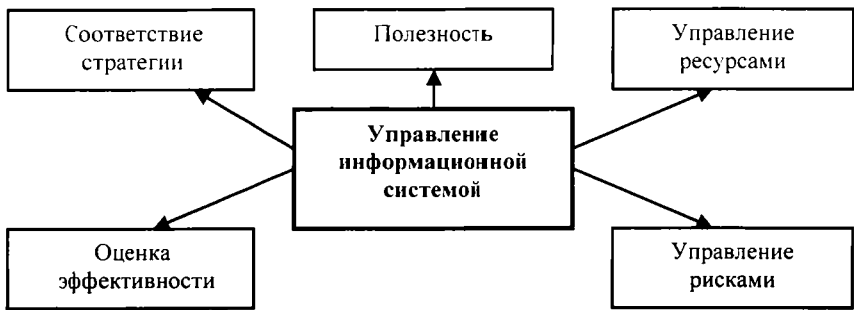 Соответствие
стратегии
Полезность
Управление
ресурсами
Управление
информационной
системой
Оценка
эффективности
Управление
рисками